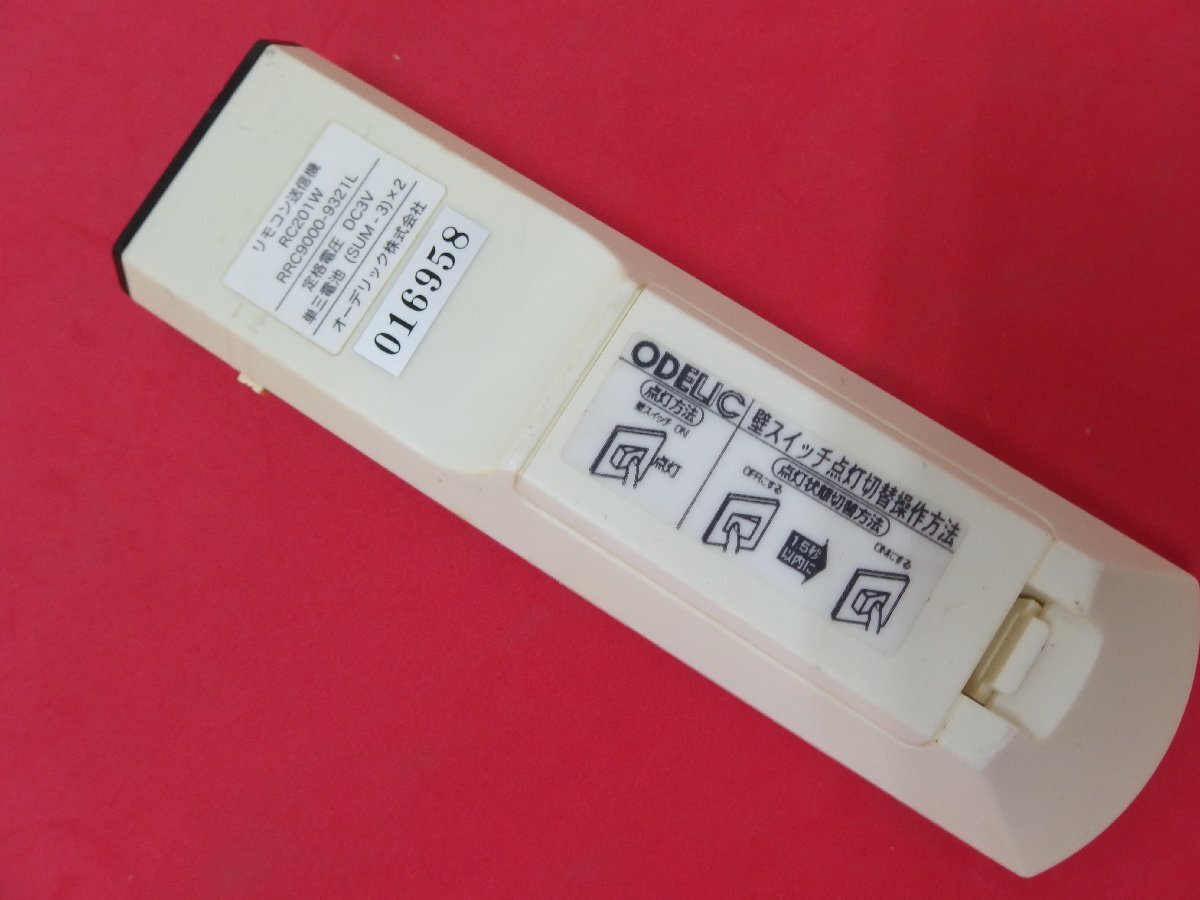 リモコン送信機
RC201W
RRC9000-9321L
定格電圧 DC3V
単三電池 (SUM-3)×2
オーデリック株式会社
016958
ODELIC
壁スイッチ点灯切替操作方法
点灯方法
壁スイッチ ON!
点灯
点灯状態切替方法
OFFにする
1.5秒
以内に
ONにする